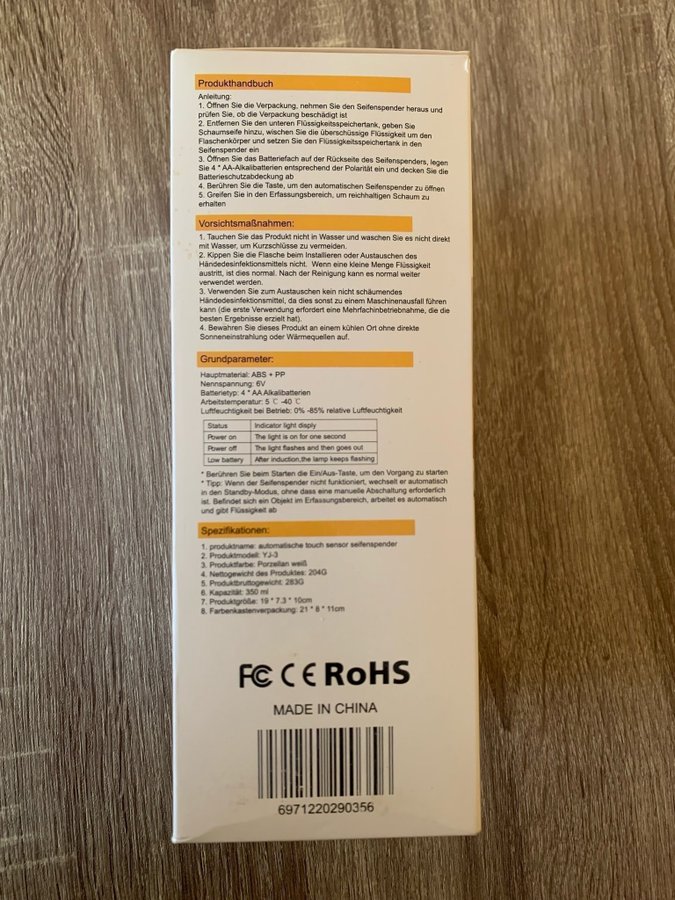 Produkthandbuch
Anleitung:
1. Öffnen Sie die Verpackung, nehmen Sie den Seifenspender heraus und
prüfen Sie, ob die Verpackung beschädigt ist
2. Entfernen Sie den unteren Flüssigkeitsspeichertank, geben Sie
Schaumseife hinzu, wischen Sie die überschüssige Flüssigkeit um den
Flaschenkörper und setzen Sie den Flüssigkeitsspeichertank in den
Seifenspender ein
3. Öffnen Sie das Batteriefach auf der Rückseite des Seifenspenders, legen
Sie 4 * AA-Alkalibatterien entsprechend der Polarität ein und decken Sie die
Batterieschutzabdeckung ab
4. Berühren Sie die Taste, um den automatischen Seifenspender zu öffnen
5. Greifen Sie in den Erfassungsbereich, um reichhaltigen Schaum zu
erhalten
Vorsichtsmaßnahmen:
1. Tauchen Sie das Produkt nicht in Wasser und waschen Sie es nicht direkt
mit Wasser, um Kurzschlüsse zu vermeiden.
2. Kippen Sie die Flasche beim Installieren oder Austauschen des
Händedesinfektionsmittels nicht. Wenn eine kleine Menge Flüssigkeit
austritt, ist dies normal. Nach der Reinigung kann es normal weiter
verwendet werden.
3. Verwenden Sie zum Austauschen kein nicht schäumendes
Händedesinfektionsmittel, da dies sonst zu einem Maschinenausfall führen
kann (die erste Verwendung erfordert eine Mehrfachinbetriebnahme, die die
besten Ergebnisse erzielt hat).
4. Bewahren Sie dieses Produkt an einem kühlen Ort ohne direkte
Sonneneinstrahlung oder Wärmequellen auf.
Grundparameter:
Hauptmaterial: ABS + PP
Nennspannung: 6V
Batterietyp: 4 * AA Alkalibatterien
Arbeitstemperatur: 5 ℃ -40 ℃
Luftfeuchtigkeit bei Betrieb: 0% -85% relative Luftfeuchtigkeit
Status Indicator light disply
Power on The light is on for one second
Power off The light flashes and then goes out
Low battery After induction,the lamp keeps flashing
* Berühren Sie beim Starten die Ein/Aus-Taste, um den Vorgang zu starten
* Tipp: Wenn der Seifenspender nicht funktioniert, wechselt er automatisch
in den Standby-Modus, ohne dass eine manuelle Abschaltung erforderlich
ist. Befindet sich ein Objekt im Erfassungsbereich, arbeitet es automatisch
und gibt Flüssigkeit ab
Spezifikationen:
1. produktname: automatische touch sensor seifenspender
2. Produktmodell: YJ-3
3. Produktfarbe: Porzellan weiß
4. Nettogewicht des Produktes: 204G
5. Produktbruttogewicht: 283G
6. Kapazität: 350 ml
7. Produktgröße: 19 * 7.3 * 10cm
8. Farbenkastenverpackung: 21 * 8 * 11cm
FC CE RoHS
MADE IN CHINA
6971220290356